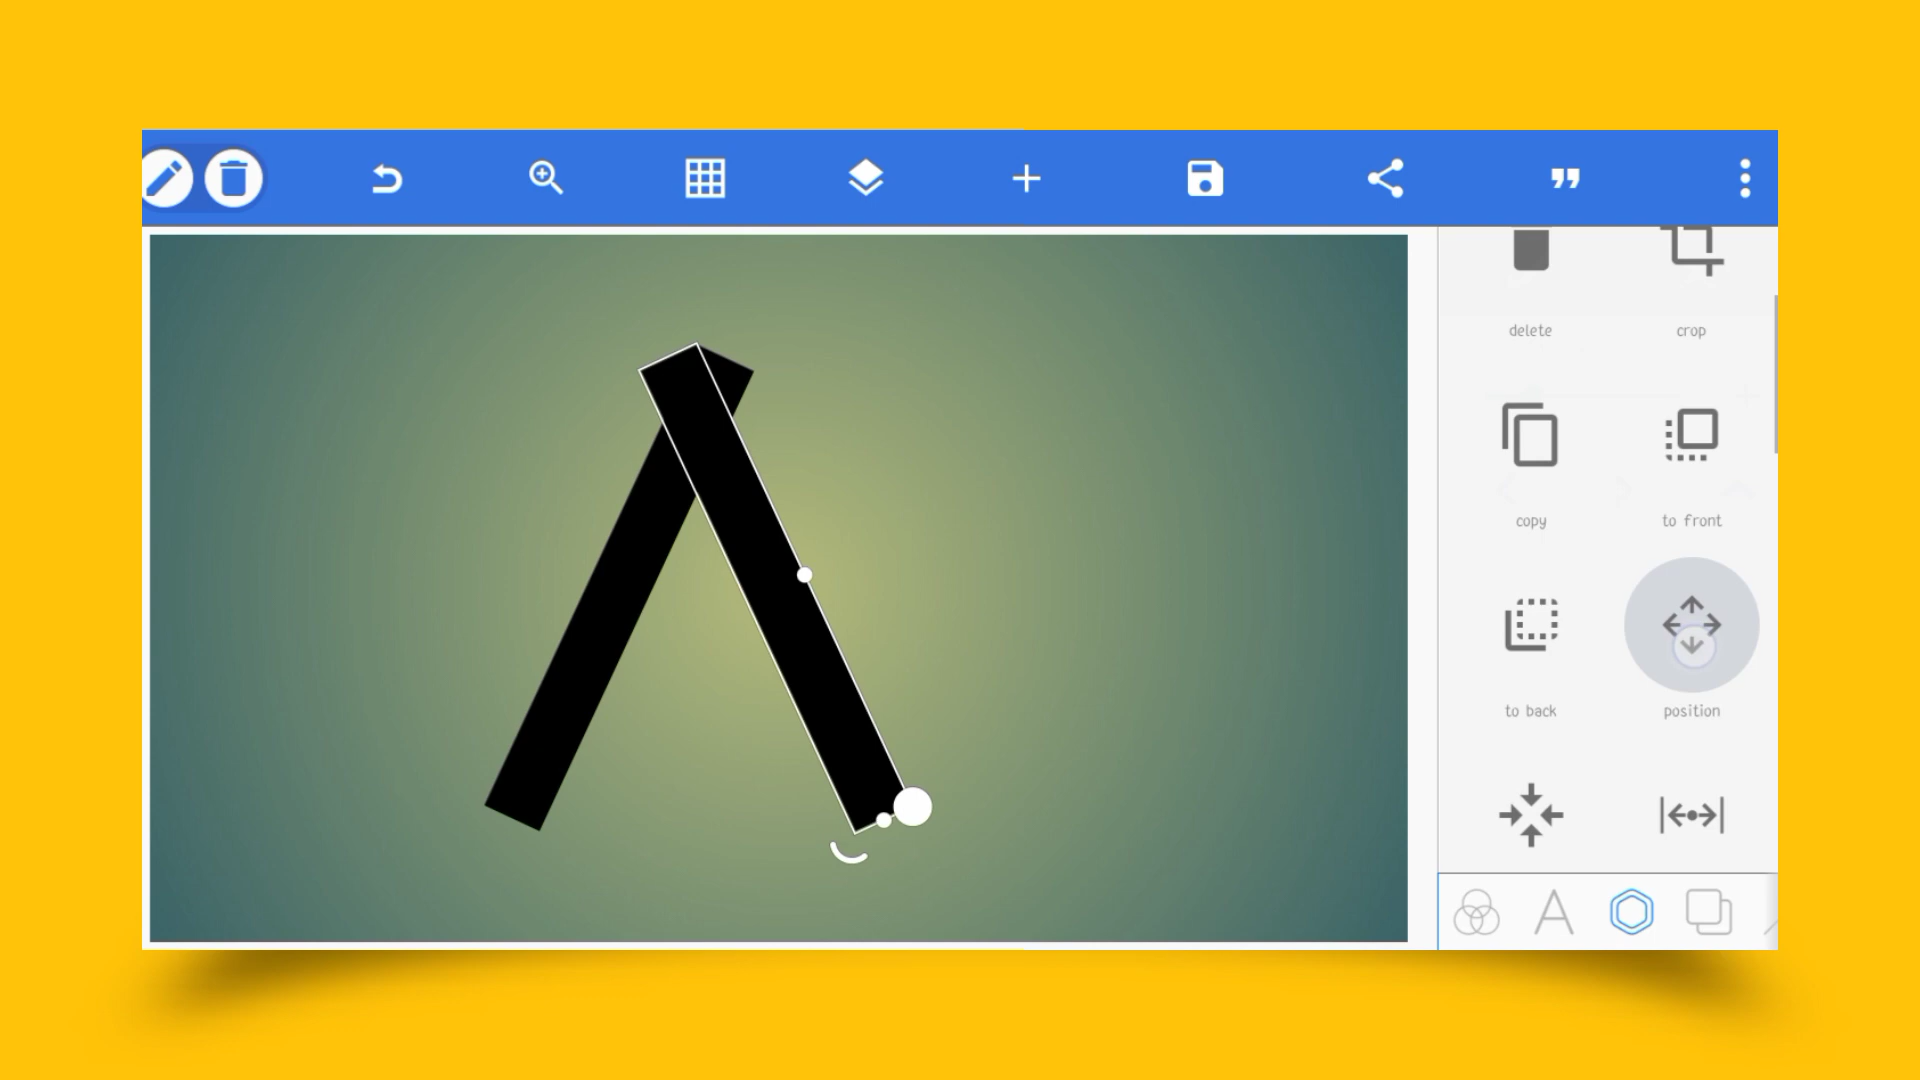 delete
crop
copy
to front
to back
position